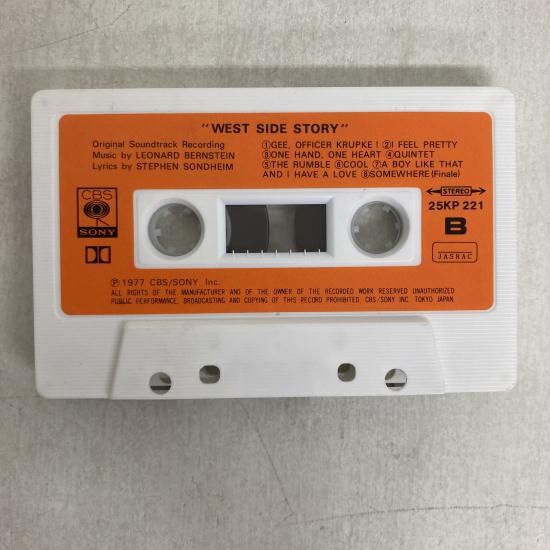 "WEST SIDE STORY"
Original Soundtrack Recording
Music by LEONARD BERNSTEIN
Lyrics by STEPHEN SONDHEIM
①GEE, OFFICER KRUPKE! ②I FEEL PRETTY
③ONE HAND, ONE HEART ④QUINTET
⑤THE RUMBLE ⑥COOL ⑦A BOY LIKE THAT
AND I HAVE A LOVE ⑧SOMEWHERE(Finale)
CBS
SONY
STEREO
25KP 221
B
JASRAC
Ⓟ1977 CBS/SONY Inc.
ALL RIGHTS OF THE MANUFACTURER AND OF THE OWNER OF THE RECORDED WORK RESERVED UNAUTHORIZED
PUBLIC PERFORMANCE, BROADCASTING AND COPYING OF THIS RECORD PROHIBITED. CBS/SONY INC. TOKYO JAPAN.